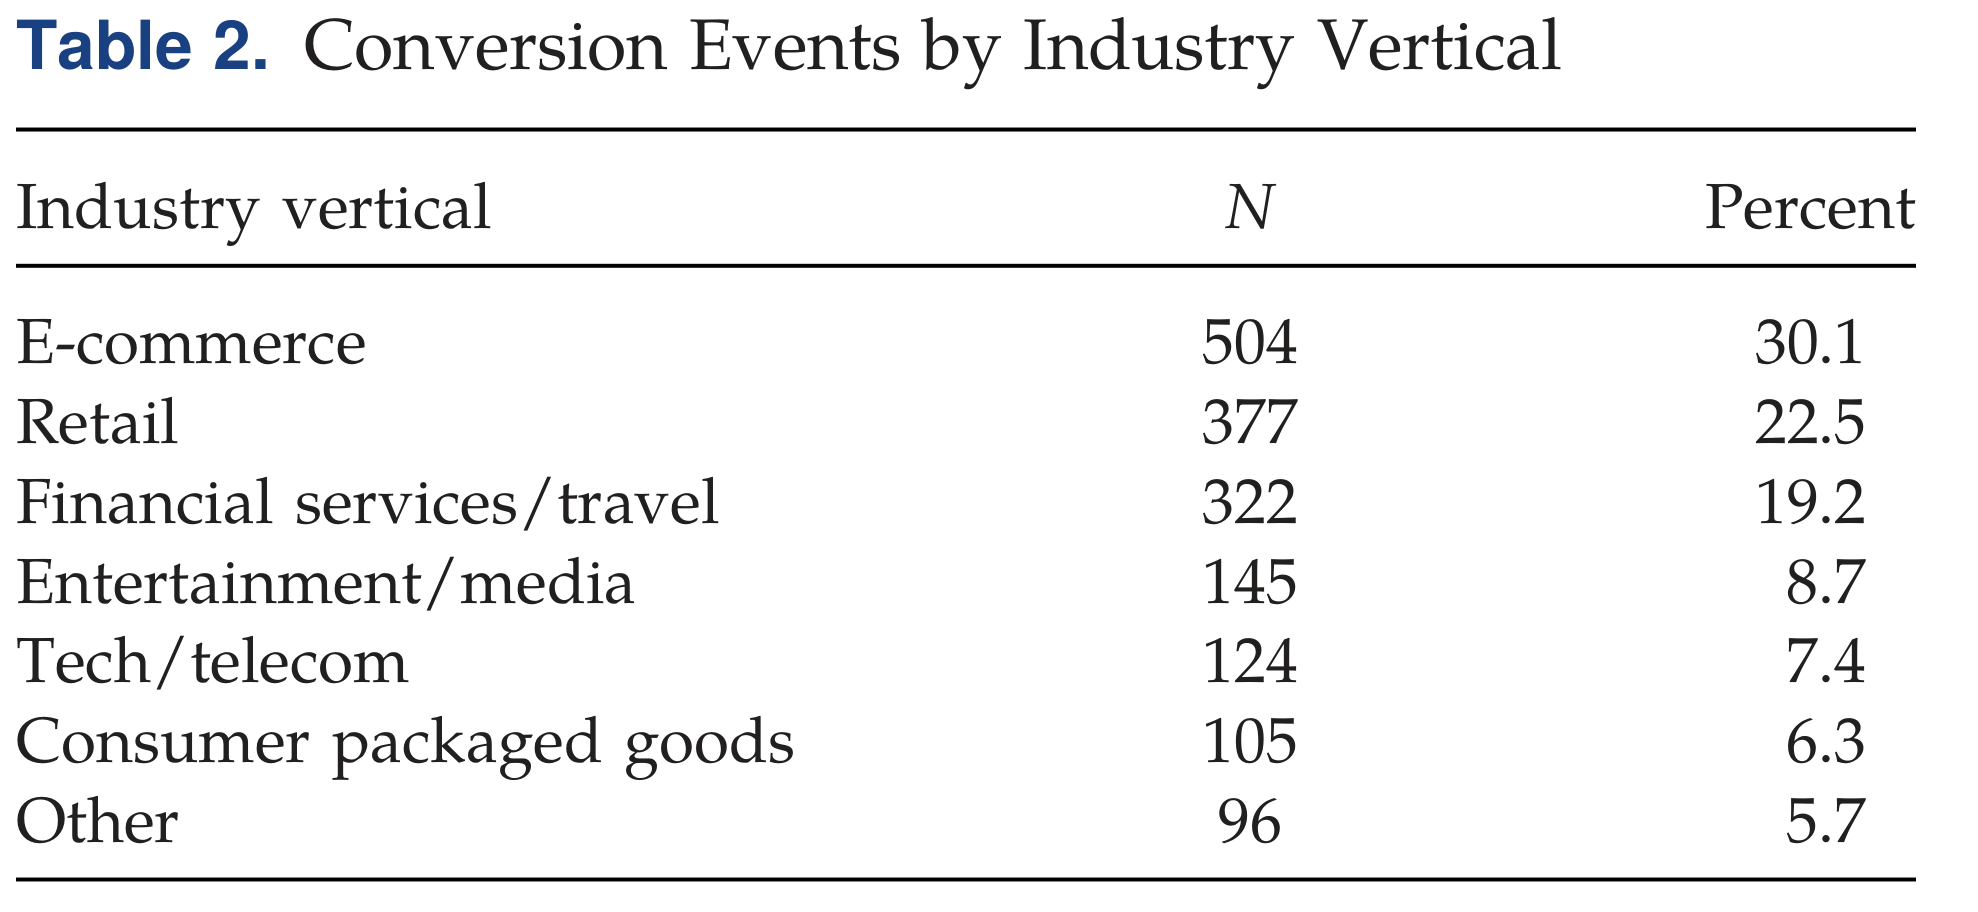 Table 2. Conversion Events by Industry Vertical
Industry vertical N Percent
E-commerce 504 30.1
Retail 377 22.5
Financial services/travel 322 19.2
Entertainment/media 145 8.7
Tech/telecom 124 7.4
Consumer packaged goods 105 6.3
Other 96 5.7